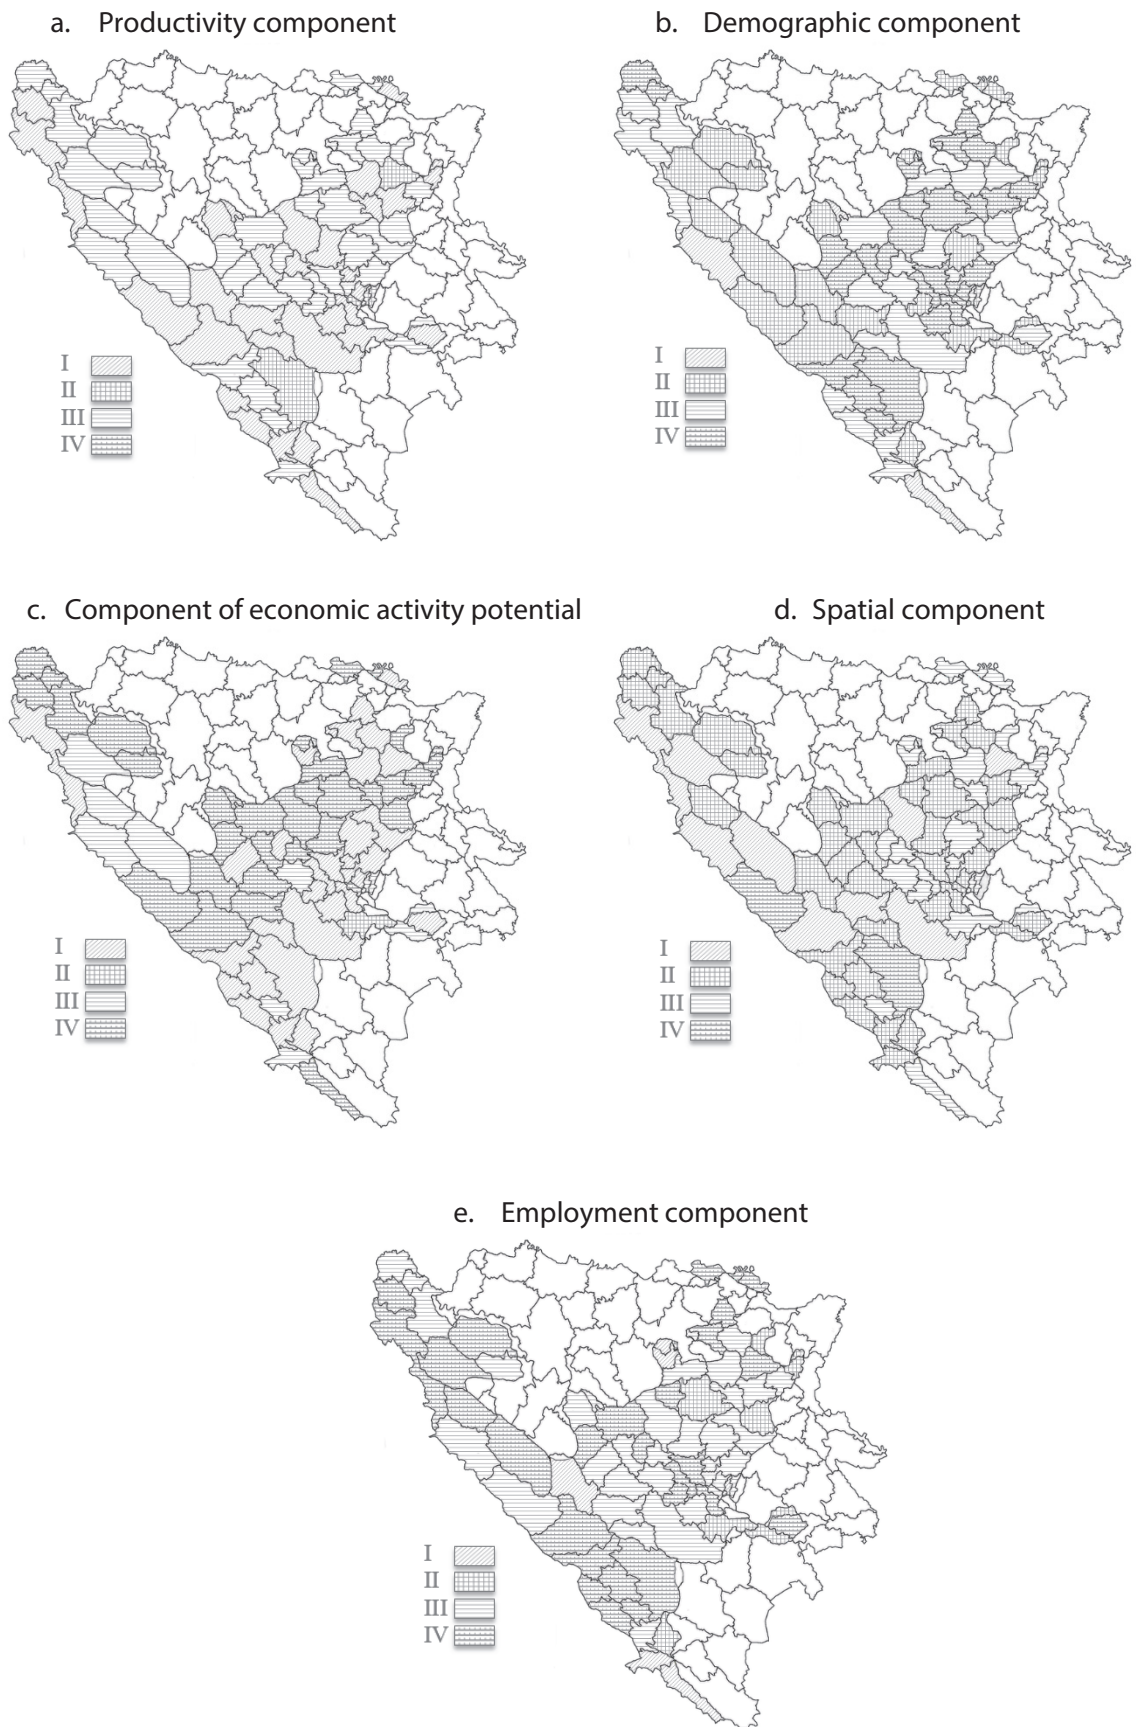 a. Productivity component
b. Demographic component
I
II
III
IV
I
II
III
IV
c. Component of economic activity potential
d. Spatial component
I
II
III
IV
I
II
III
IV
e. Employment component
I
II
III
IV